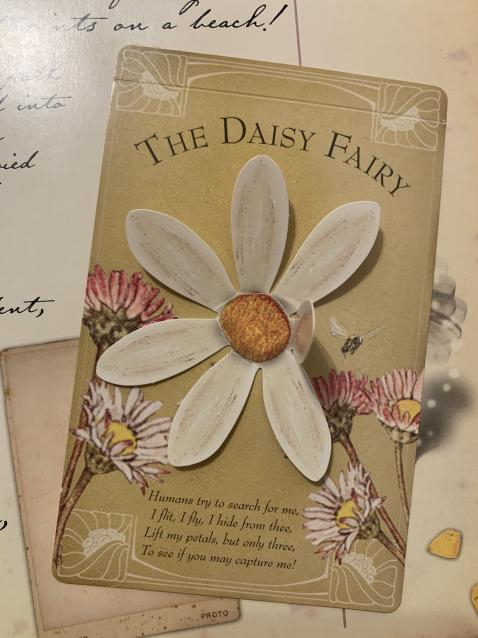 on a beach!
into
THE DAISY FAIRY
Humans try to search for me,
I flit, I fly, I hide from thee,
Lift my petals, but only three,
To see if you may capture me!
PROTO